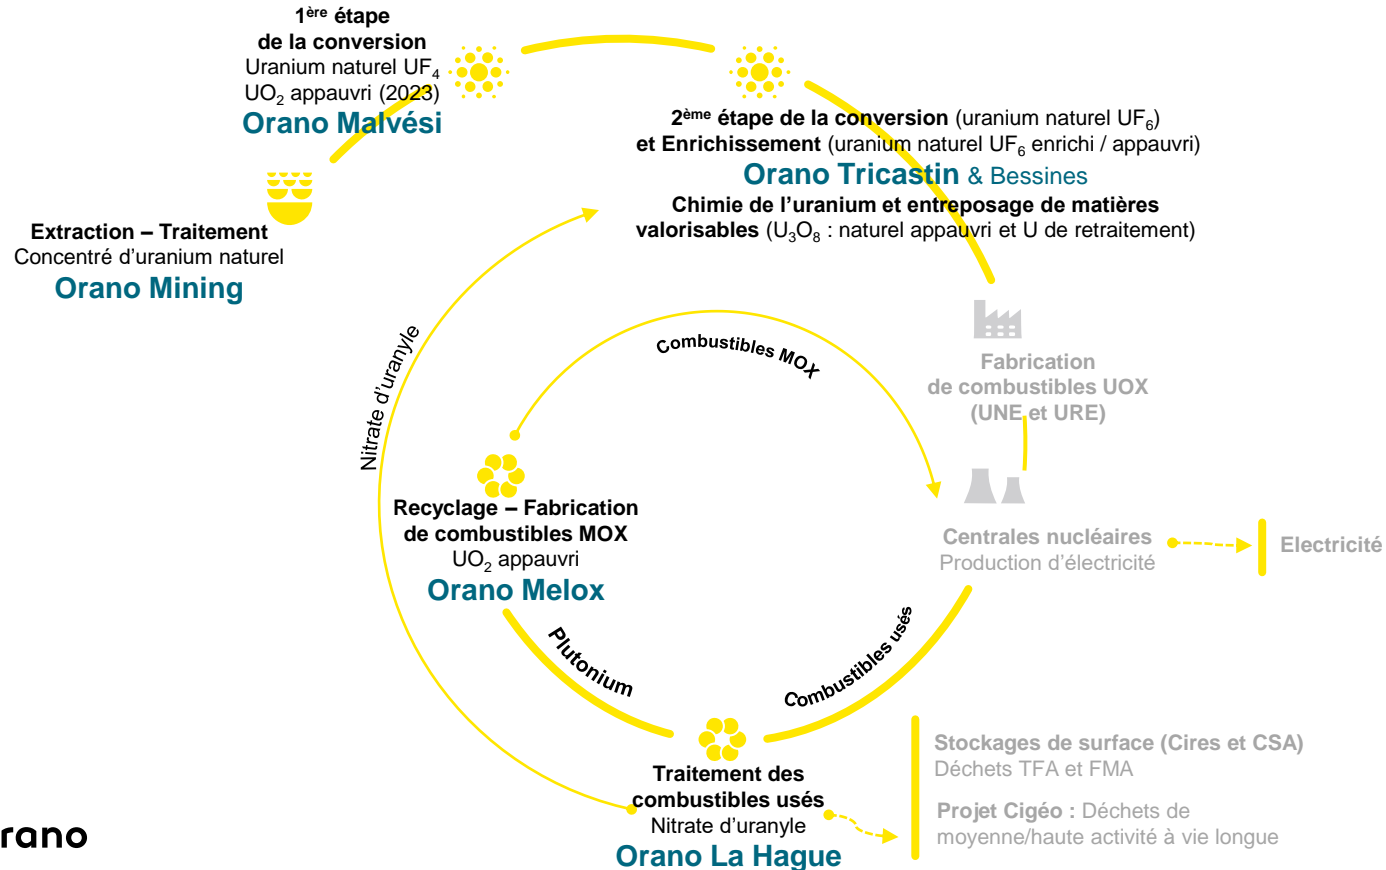 1ère étape
de la conversion
Uranium naturel UF₄
UO₂ appauvri (2023)
Orano Malvési
2ème étape de la conversion (uranium naturel UF₆)
et Enrichissement (uranium naturel UF₆ enrichi / appauvri)
Orano Tricastin & Bessines
Chimie de l'uranium et entreposage de matières
valorisables (U₃O₈ : naturel appauvri et U de retraitement)
Extraction – Traitement
Concentré d'uranium naturel
Orano Mining
Nitrate d'uranyle
Combustibles MOX
Fabrication
de combustibles UOX
(UNE et URE)
Recyclage – Fabrication
de combustibles MOX
UO₂ appauvri
Orano Melox
Centrales nucléaires
Production d'électricité
Electricité
Plutonium
Combustibles usés
Traitement des
combustibles usés
Nitrate d'uranyle
Orano La Hague
Stockages de surface (Cires et CSA)
Déchets TFA et FMA
Projet Cigéo : Déchets de
moyenne/haute activité à vie longue
rano